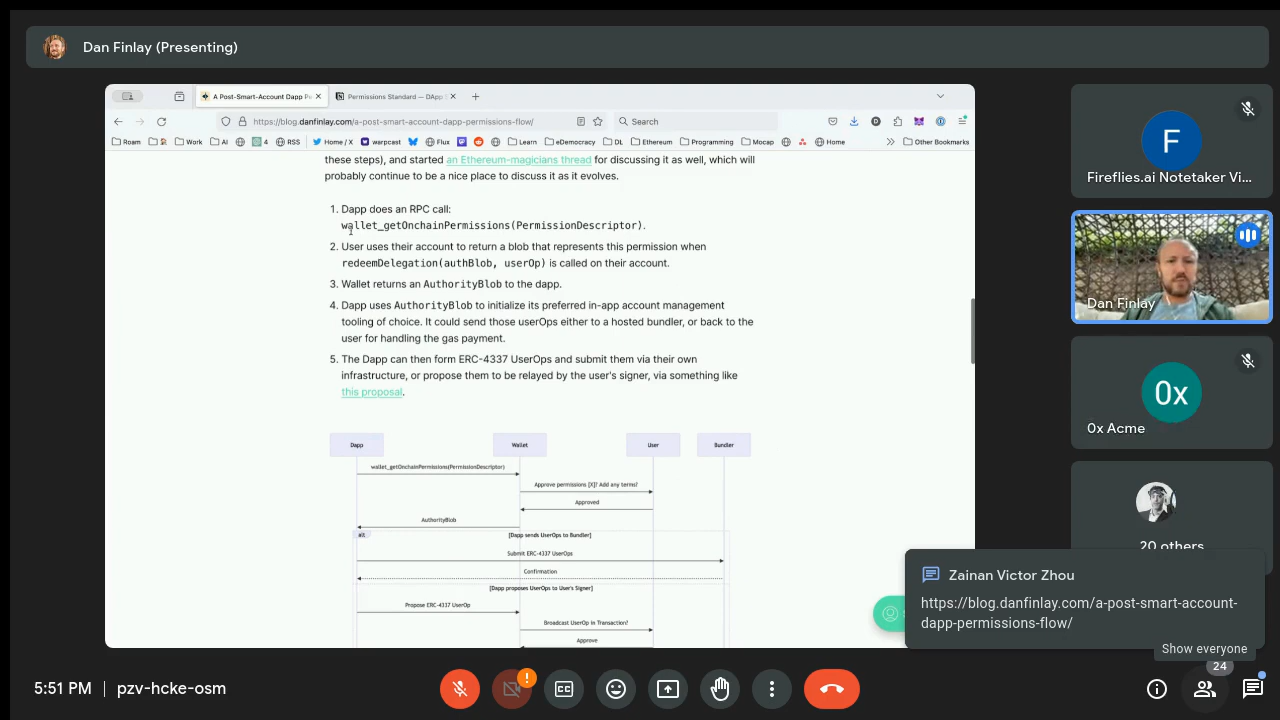 Dan Finlay (Presenting)
A Post-Smart-Account Dapp Pe
Permissions Standard — DApp
https://blog.danfinlay.com/a-post-smart-account-dapp-permissions-flow/
Search
Roam
Work
AI
4
RSS
Home / X
warpcast
Flux
Learn
eDemocracy
DL
Ethereum
Programming
Mocap
Home
Other Bookmarks
these steps), and started an Ethereum-magicians thread for discussing it as well, which will
probably continue to be a nice place to discuss it as it evolves.
1. Dapp does an RPC call:
wallet_getOnchainPermissions(PermissionDescriptor).
2. User uses their account to return a blob that represents this permission when
redeemDelegation(authBlob, userOp) is called on their account.
3. Wallet returns an AuthorityBlob to the dapp.
4. Dapp uses AuthorityBlob to initialize its preferred in-app account management
tooling of choice. It could send those userOps either to a hosted bundler, or back to the
user for handling the gas payment.
5. The Dapp can then form ERC-4337 UserOps and submit them via their own
infrastructure, or propose them to be relayed by the user's signer, via something like
this proposal.
Dapp
Wallet
User
Bundler
wallet_getOnchainPermissions(PermissionDescriptor)
Approve permissions [X]? Add any terms?
Approved
AuthorityBlob
alt
[Dapp sends UserOps to Bundler]
Submit ERC-4337 UserOps
Confirmation
[Dapp proposes UserOps to User's Signer]
Propose ERC-4337 UserOp
Broadcast UserOp in Transaction?
Approve
F
Fireflies.ai Notetaker Vi...
Dan Finlay
0x
0x Acme
20 others
Zainan Victor Zhou
https://blog.danfinlay.com/a-post-smart-account-
dapp-permissions-flow/
Show everyone
24
5:51 PM
pzv-hcke-osm
CC